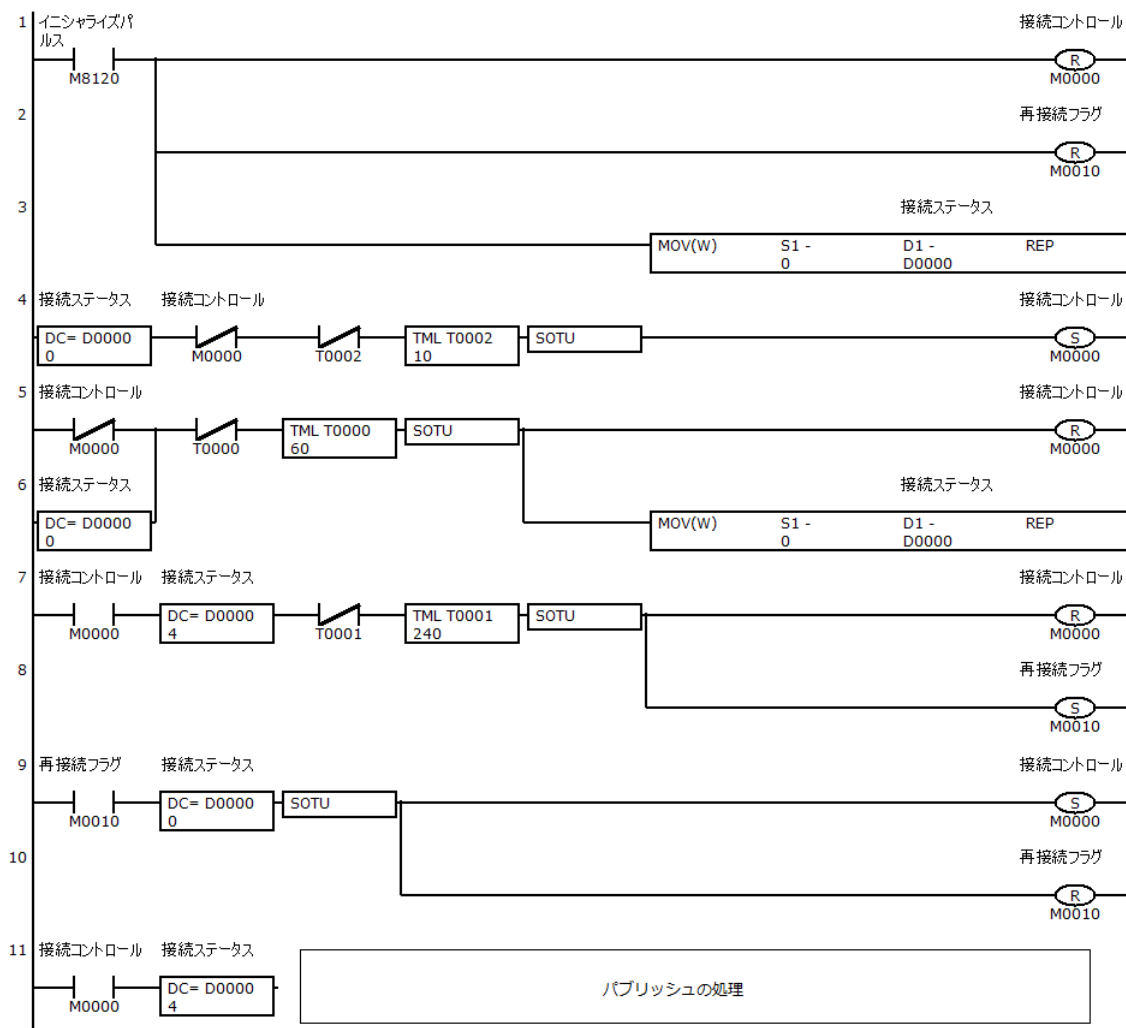 1 イニシャライズパ
ルス
接続コントロール
M8120
R
M0000
2 再接続フラグ
R
M0010
3 接続ステータス
MOV(W) S1 - D1 - REP
0 D0000
4 接続ステータス 接続コントロール 接続コントロール
DC= D0000 TML T0002 SOTU S
0 M0000 T0002 10 M0000
5 接続コントロール 接続コントロール
TML T0000 SOTU R
M0000 T0000 60 M0000
6 接続ステータス 接続ステータス
DC= D0000 MOV(W) S1 - D1 - REP
0 0 D0000
7 接続コントロール 接続ステータス 接続コントロール
DC= D0000 TML T0001 SOTU R
M0000 4 T0001 240 M0000
8 再接続フラグ
S
M0010
9 再接続フラグ 接続ステータス 接続コントロール
DC= D0000 SOTU S
M0010 0 M0000
10 再接続フラグ
R
M0010
11 接続コントロール 接続ステータス
DC= D0000 パブリッシュの処理
M0000 4